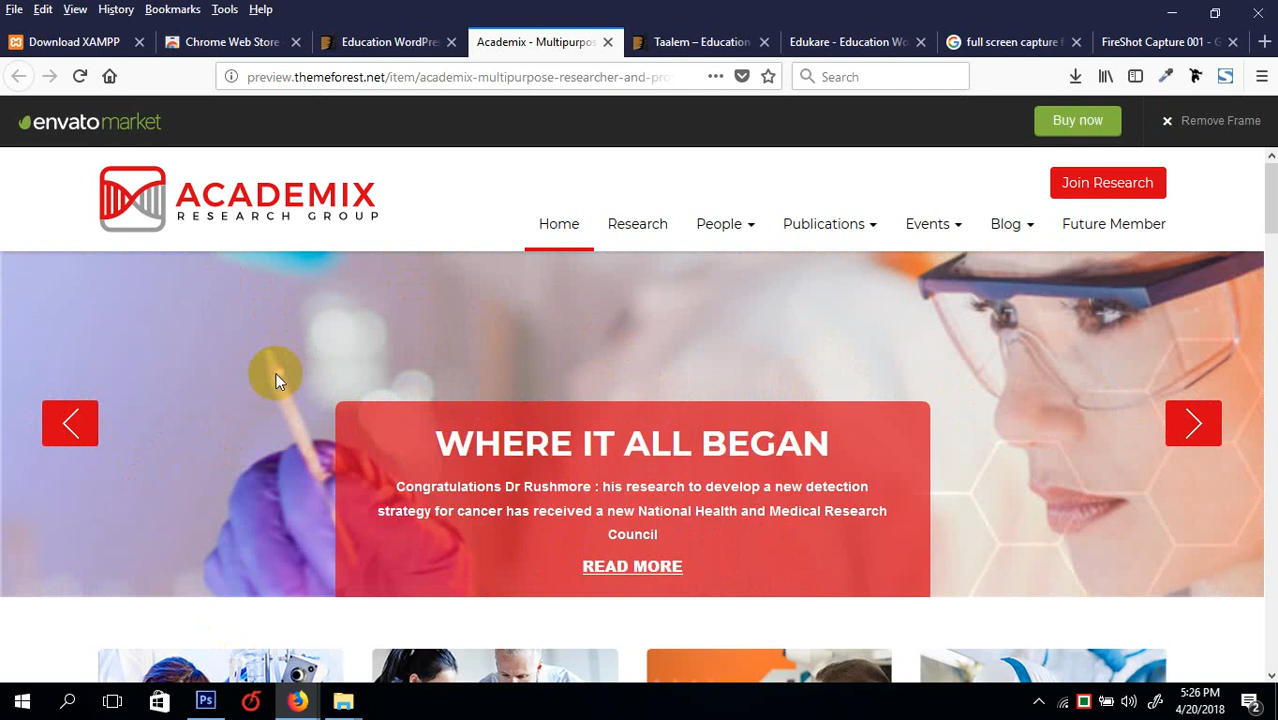 File Edit View History Bookmarks Tools Help
Download XAMPP
Chrome Web Store
Education WordPre
Academix - Multipurpos
Taalem – Education
Edukare - Education Wo
full screen capture f
FireShot Capture 001 - G
preview.themeforest.net/item/academix-multipurpose-researcher-and-pro
Search
envatomarket
Buy now
Remove Frame
ACADEMIX
RESEARCH GROUP
Join Research
Home Research People Publications Events Blog Future Member
WHERE IT ALL BEGAN
Congratulations Dr Rushmore : his research to develop a new detection
strategy for cancer has received a new National Health and Medical Research
Council
READ MORE
Ps
5:26 PM
4/20/2018
2